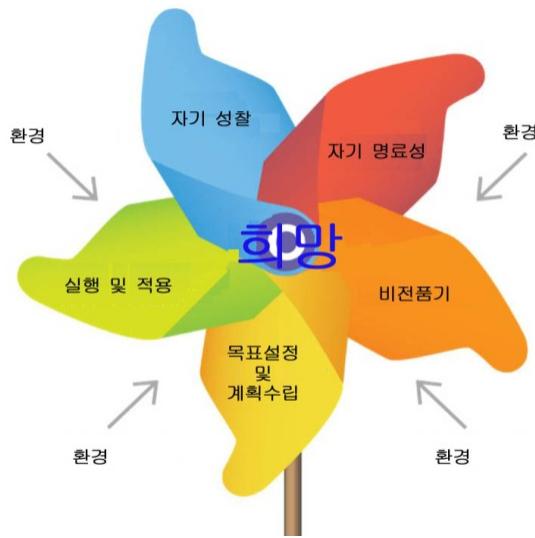 자기 성찰
환경
환경
자기 명료성
희망
실행 및 적용
비전품기
목표설정
및
계획수립
환경
환경